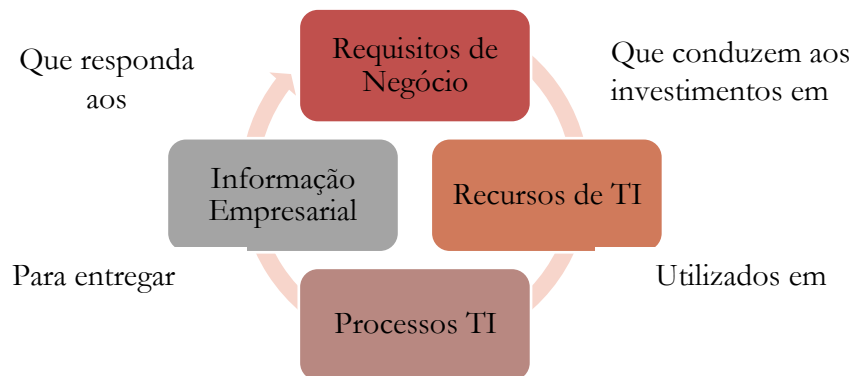 Requisitos de
Negócio
Que conduzem aos
investimentos em
Recursos de TI
Utilizados em
Processos TI
Para entregar
Informação
Empresarial
Que responda
aos